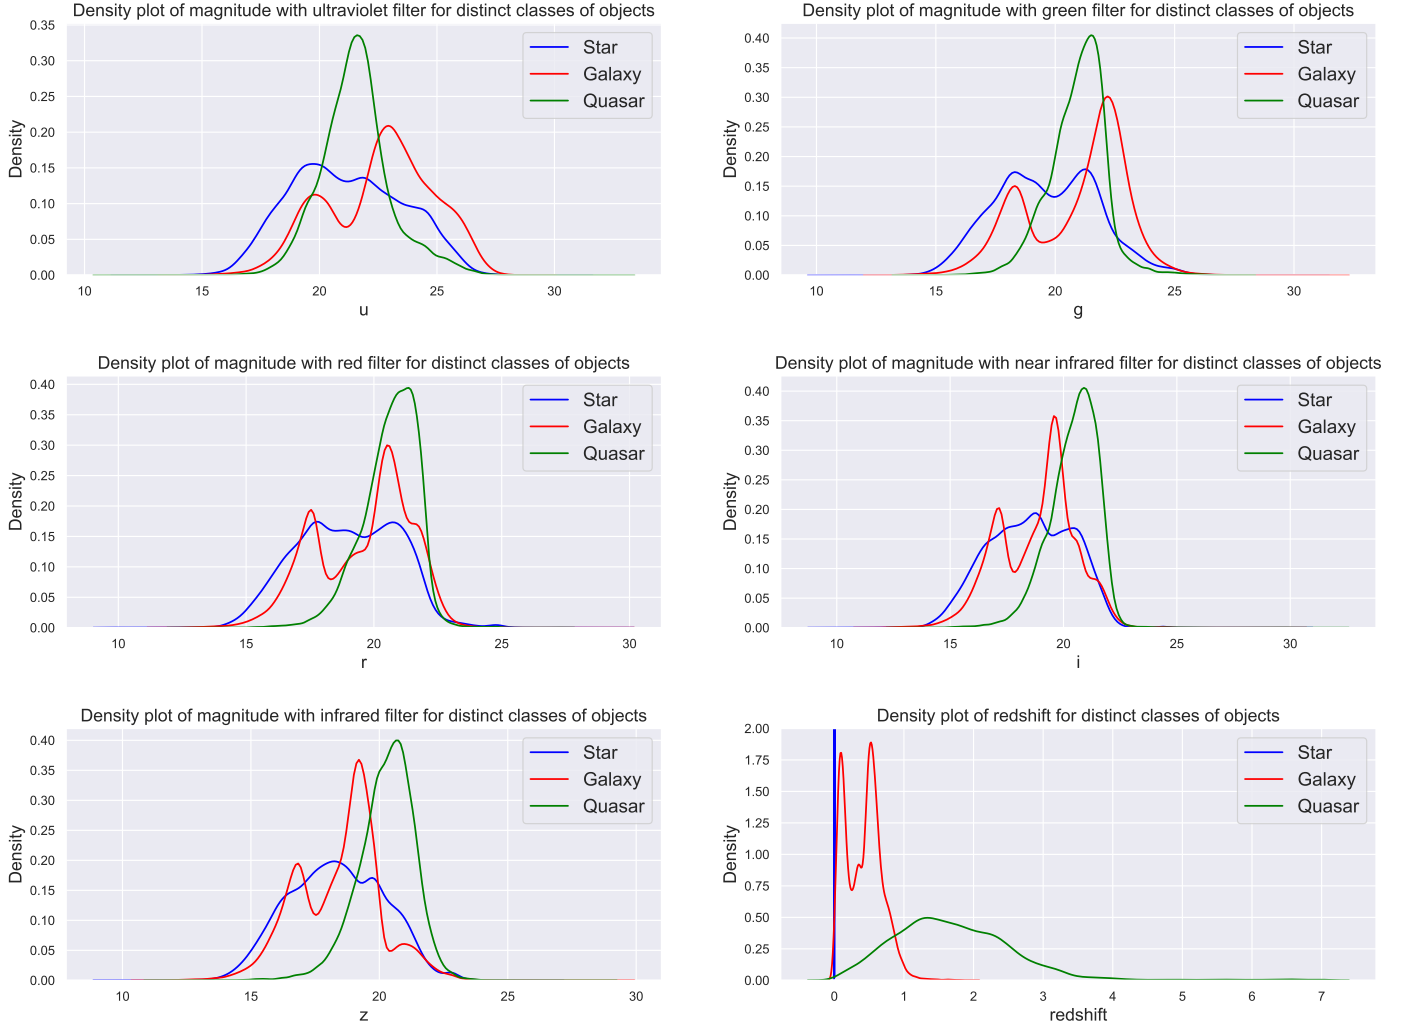 Density plot of magnitude with ultraviolet filter for distinct classes of objects
0.35
0.30
0.25
0.20
0.15
0.10
0.05
0.00
Density
10 15 20 25 30
u
Star
Galaxy
Quasar
Density plot of magnitude with green filter for distinct classes of objects
0.40
0.35
0.30
0.25
0.20
0.15
0.10
0.05
0.00
Density
10 15 20 25 30
g
Star
Galaxy
Quasar
Density plot of magnitude with red filter for distinct classes of objects
0.40
0.35
0.30
0.25
0.20
0.15
0.10
0.05
0.00
Density
10 15 20 25 30
r
Star
Galaxy
Quasar
Density plot of magnitude with near infrared filter for distinct classes of objects
0.40
0.35
0.30
0.25
0.20
0.15
0.10
0.05
0.00
Density
10 15 20 25 30
i
Star
Galaxy
Quasar
Density plot of magnitude with infrared filter for distinct classes of objects
0.40
0.35
0.30
0.25
0.20
0.15
0.10
0.05
0.00
Density
10 15 20 25 30
z
Star
Galaxy
Quasar
Density plot of redshift for distinct classes of objects
2.00
1.75
1.50
1.25
1.00
0.75
0.50
0.25
0.00
Density
0 1 2 3 4 5 6 7
redshift
Star
Galaxy
Quasar